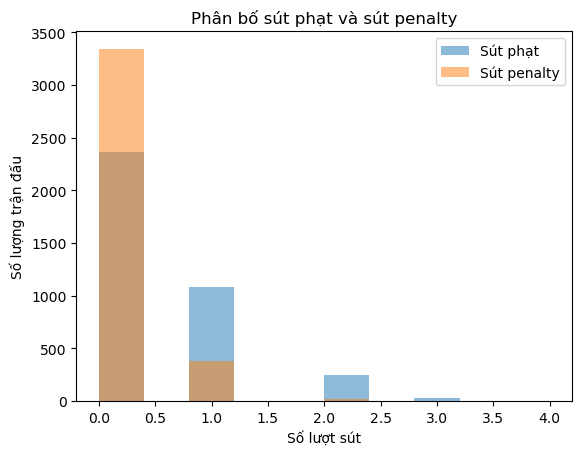 Phân bố sút phạt và sút penalty
Sút phạt
Sút penalty
3500
3000
2500
2000
1500
1000
500
0
Số lượng trận đấu
0.0 0.5 1.0 1.5 2.0 2.5 3.0 3.5 4.0
Số lượt sút